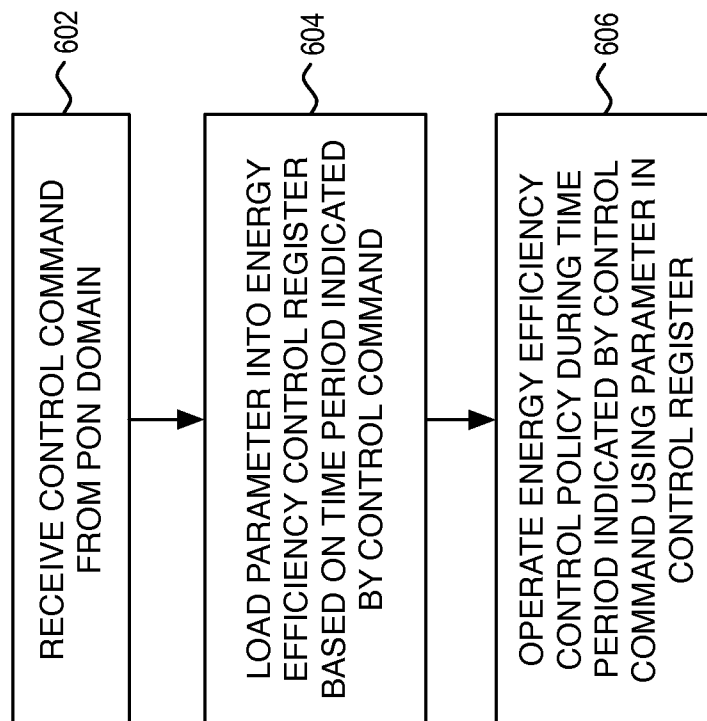 RECEIVE CONTROL COMMAND
FROM PON DOMAIN
602
LOAD PARAMETER INTO ENERGY
EFFICIENCY CONTROL REGISTER
BASED ON TIME PERIOD INDICATED
BY CONTROL COMMAND
604
OPERATE ENERGY EFFICIENCY
CONTROL POLICY DURING TIME
PERIOD INDICATED BY CONTROL
COMMAND USING PARAMETER IN
CONTROL REGISTER
606